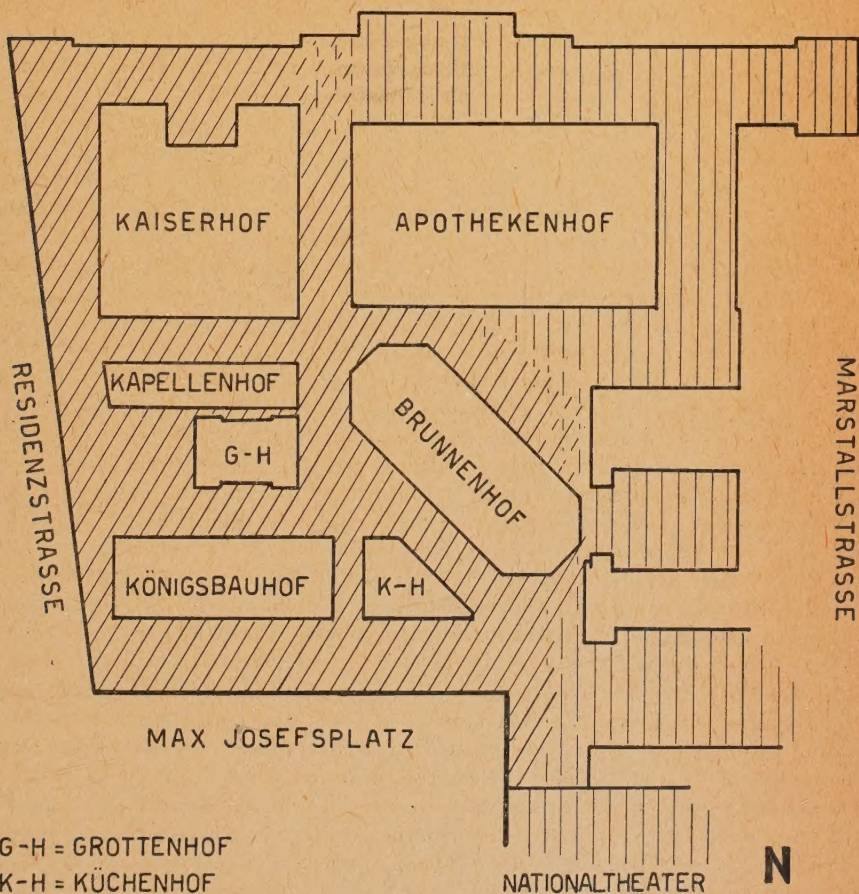 KAISERHOF
APOTHEKENHOF
RESIDENZSTRASSE
KAPELLENHOF
G-H
BRUNNENHOF
MARSTALLSTRASSE
KÖNIGSBAUHOF
K-H
MAX JOSEFSPLATZ
G-H = GROTTENHOF
K-H = KÜCHENHOF
NATIONALTHEATER
N